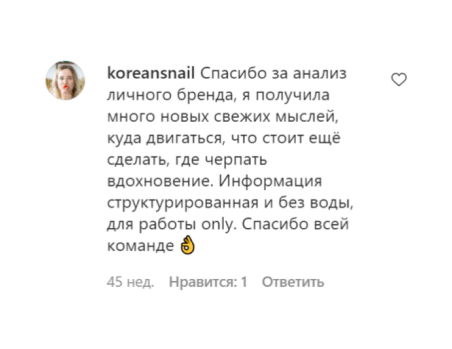 koreansnail Спасибо за анализ
личного бренда, я получила
много новых свежих мыслей,
куда двигаться, что стоит ещё
сделать, где черпать
вдохновение. Информация
структурированная и без воды,
для работы only. Спасибо всей
команде 👌
45 нед. Нравится: 1 Ответить